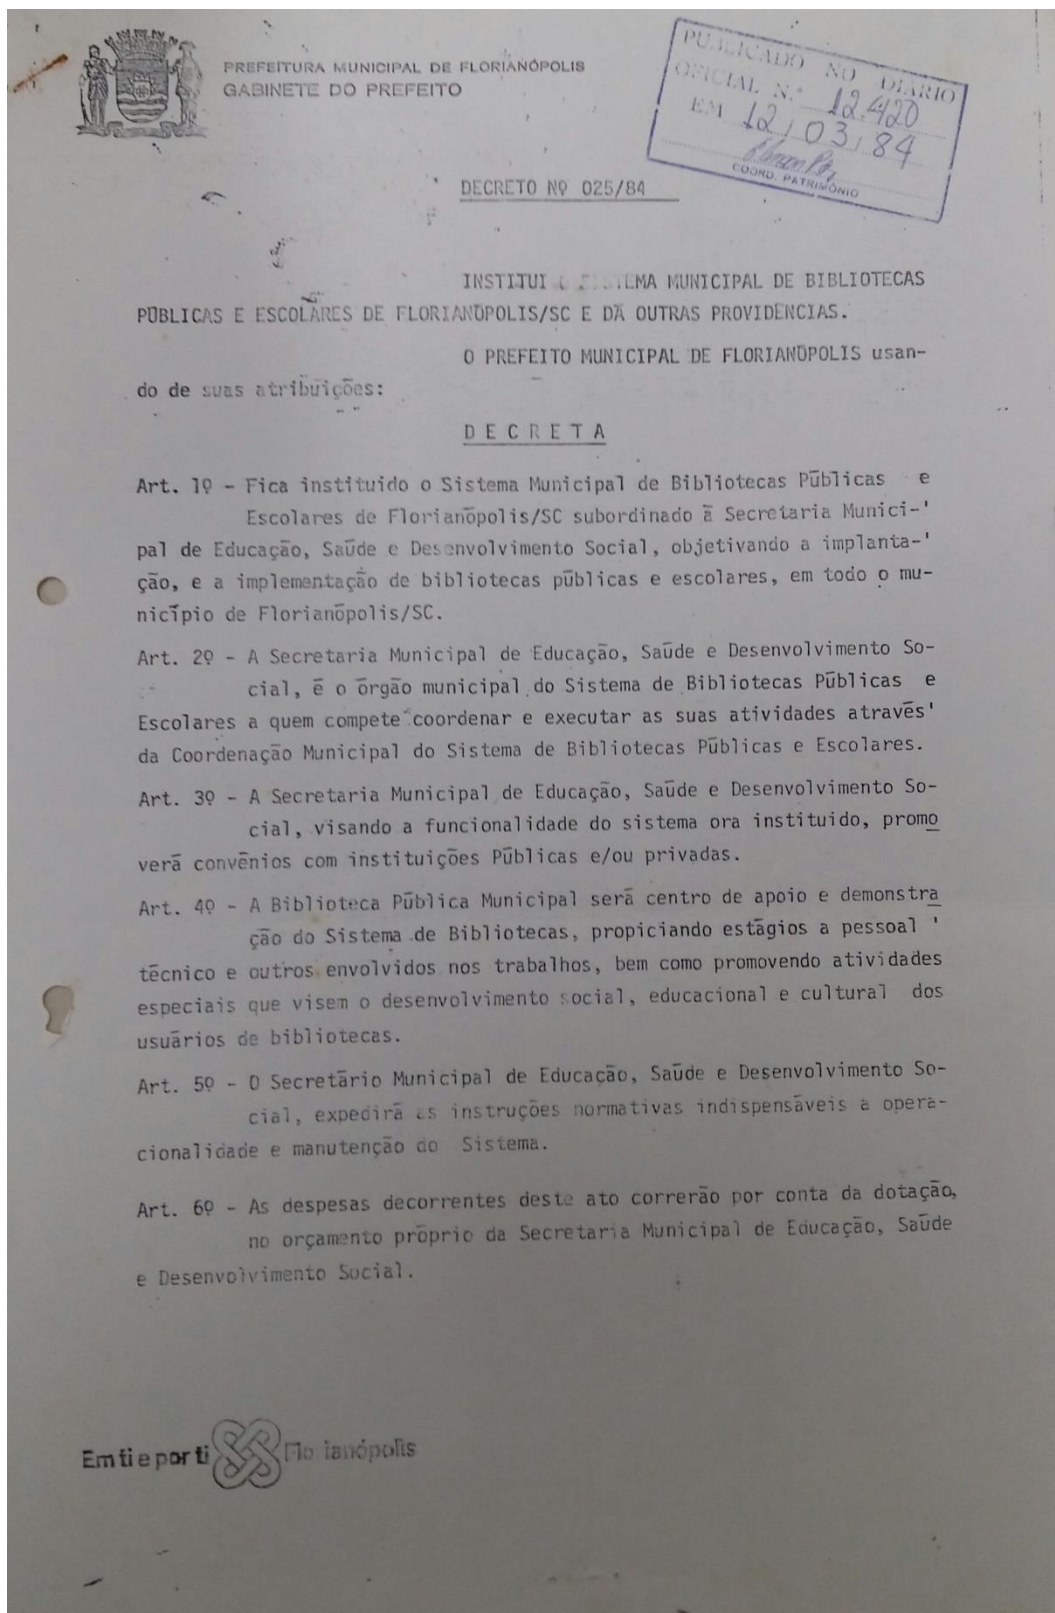 PREFEITURA MUNICIPAL DE FLORIANÓPOLIS
GABINETE DO PREFEITO
PUBLICADO NO DIÁRIO
OFICIAL N.º 12.420
EM 12/03/84
COORD. PATRIMÔNIO
DECRETO Nº 025/84
INSTITUI O SISTEMA MUNICIPAL DE BIBLIOTECAS
PÚBLICAS E ESCOLARES DE FLORIANÓPOLIS/SC E DÁ OUTRAS PROVIDÊNCIAS.
O PREFEITO MUNICIPAL DE FLORIANÓPOLIS usan-
do de suas atribuições:
D E C R E T A
Art. 1º - Fica instituido o Sistema Municipal de Bibliotecas Públicas e
Escolares de Florianópolis/SC subordinado à Secretaria Munici-'
pal de Educação, Saúde e Desenvolvimento Social, objetivando a implanta-'
ção, e a implementação de bibliotecas públicas e escolares, em todo o mu-
nicípio de Florianópolis/SC.
Art. 2º - A Secretaria Municipal de Educação, Saúde e Desenvolvimento So-
cial, é o órgão municipal do Sistema de Bibliotecas Públicas e
Escolares a quem compete coordenar e executar as suas atividades através'
da Coordenação Municipal do Sistema de Bibliotecas Públicas e Escolares.
Art. 3º - A Secretaria Municipal de Educação, Saúde e Desenvolvimento So-
cial, visando a funcionalidade do sistema ora instituido, promo
verá convênios com instituições Públicas e/ou privadas.
Art. 4º - A Biblioteca Pública Municipal será centro de apoio e demonstra
ção do Sistema de Bibliotecas, propiciando estágios a pessoal '
técnico e outros envolvidos nos trabalhos, bem como promovendo atividades
especiais que visem o desenvolvimento social, educacional e cultural dos
usuários de bibliotecas.
Art. 5º - O Secretário Municipal de Educação, Saúde e Desenvolvimento So-
cial, expedirá as instruções normativas indispensáveis a opera-
cionalidade e manutenção do Sistema.
Art. 6º - As despesas decorrentes deste ato correrão por conta da dotação,
no orçamento próprio da Secretaria Municipal de Educação, Saúde
e Desenvolvimento Social.
Em ti e por ti Florianópolis